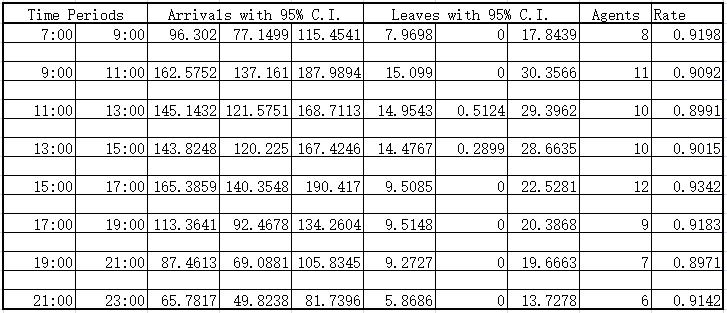 Time Periods Arrivals with 95% C.I. Leaves with 95% C.I. Agents Rate
7:00 9:00 96.302 77.1499 115.4541 7.9698 0 17.8439 8 0.9198
9:00 11:00 162.5752 137.161 187.9894 15.099 0 30.3566 11 0.9092
11:00 13:00 145.1432 121.5751 168.7113 14.9543 0.5124 29.3962 10 0.8991
13:00 15:00 143.8248 120.225 167.4246 14.4767 0.2899 28.6635 10 0.9015
15:00 17:00 165.3859 140.3548 190.417 9.5085 0 22.5281 12 0.9342
17:00 19:00 113.3641 92.4678 134.2604 9.5148 0 20.3868 9 0.9183
19:00 21:00 87.4613 69.0881 105.8345 9.2727 0 19.6663 7 0.8971
21:00 23:00 65.7817 49.8238 81.7396 5.8686 0 13.7278 6 0.9142